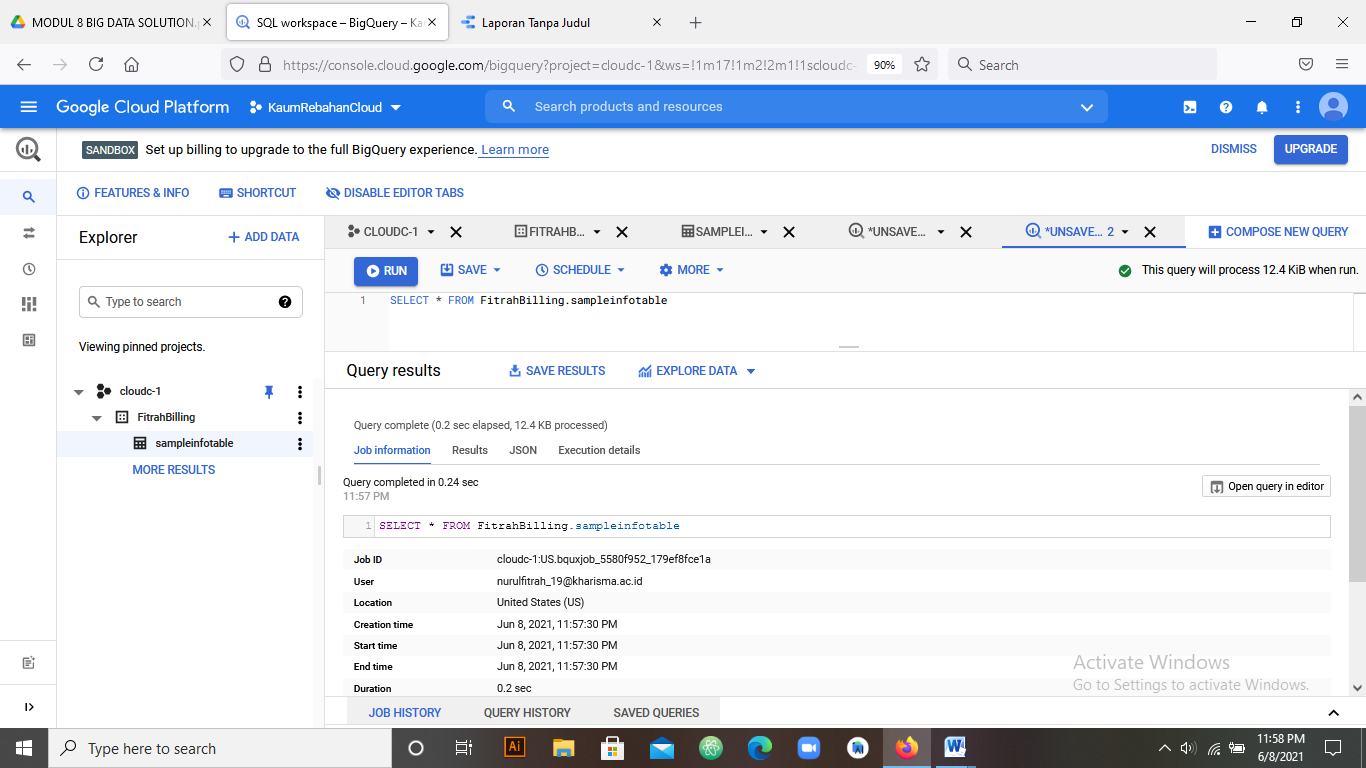 MODUL 8 BIG DATA SOLUTION.
SQL workspace – BigQuery – Ka
Laporan Tanpa Judul
https://console.cloud.google.com/bigquery?project=cloudc-1&ws=!1m17!1m2!2m1!1scloudc-
90%
Search
Google Cloud Platform
KaumRebahanCloud
Search products and resources
SANDBOX Set up billing to upgrade to the full BigQuery experience. Learn more
DISMISS
UPGRADE
FEATURES & INFO
SHORTCUT
DISABLE EDITOR TABS
Explorer
+ ADD DATA
CLOUDC-1
FITRAHB...
SAMPLEI...
*UNSAVE...
*UNSAVE... 2
COMPOSE NEW QUERY
RUN
SAVE
SCHEDULE
MORE
This query will process 12.4 KiB when run.
Type to search
1 SELECT * FROM FitrahBilling.sampleinfotable
Viewing pinned projects.
cloudc-1
FitrahBilling
sampleinfotable
MORE RESULTS
Query results
SAVE RESULTS
EXPLORE DATA
Query complete (0.2 sec elapsed, 12.4 KB processed)
Job information
Results
JSON
Execution details
Query completed in 0.24 sec
11:57 PM
Open query in editor
1 SELECT * FROM FitrahBilling.sampleinfotable
Job ID cloudc-1:US.bquxjob_5580f952_179ef8fce1a
User nurulfitrah_19@kharisma.ac.id
Location United States (US)
Creation time Jun 8, 2021, 11:57:30 PM
Start time Jun 8, 2021, 11:57:30 PM
End time Jun 8, 2021, 11:57:30 PM
Duration 0.2 sec
Activate Windows
Go to Settings to activate Windows.
JOB HISTORY
QUERY HISTORY
SAVED QUERIES
Type here to search
Ai
11:58 PM
6/8/2021